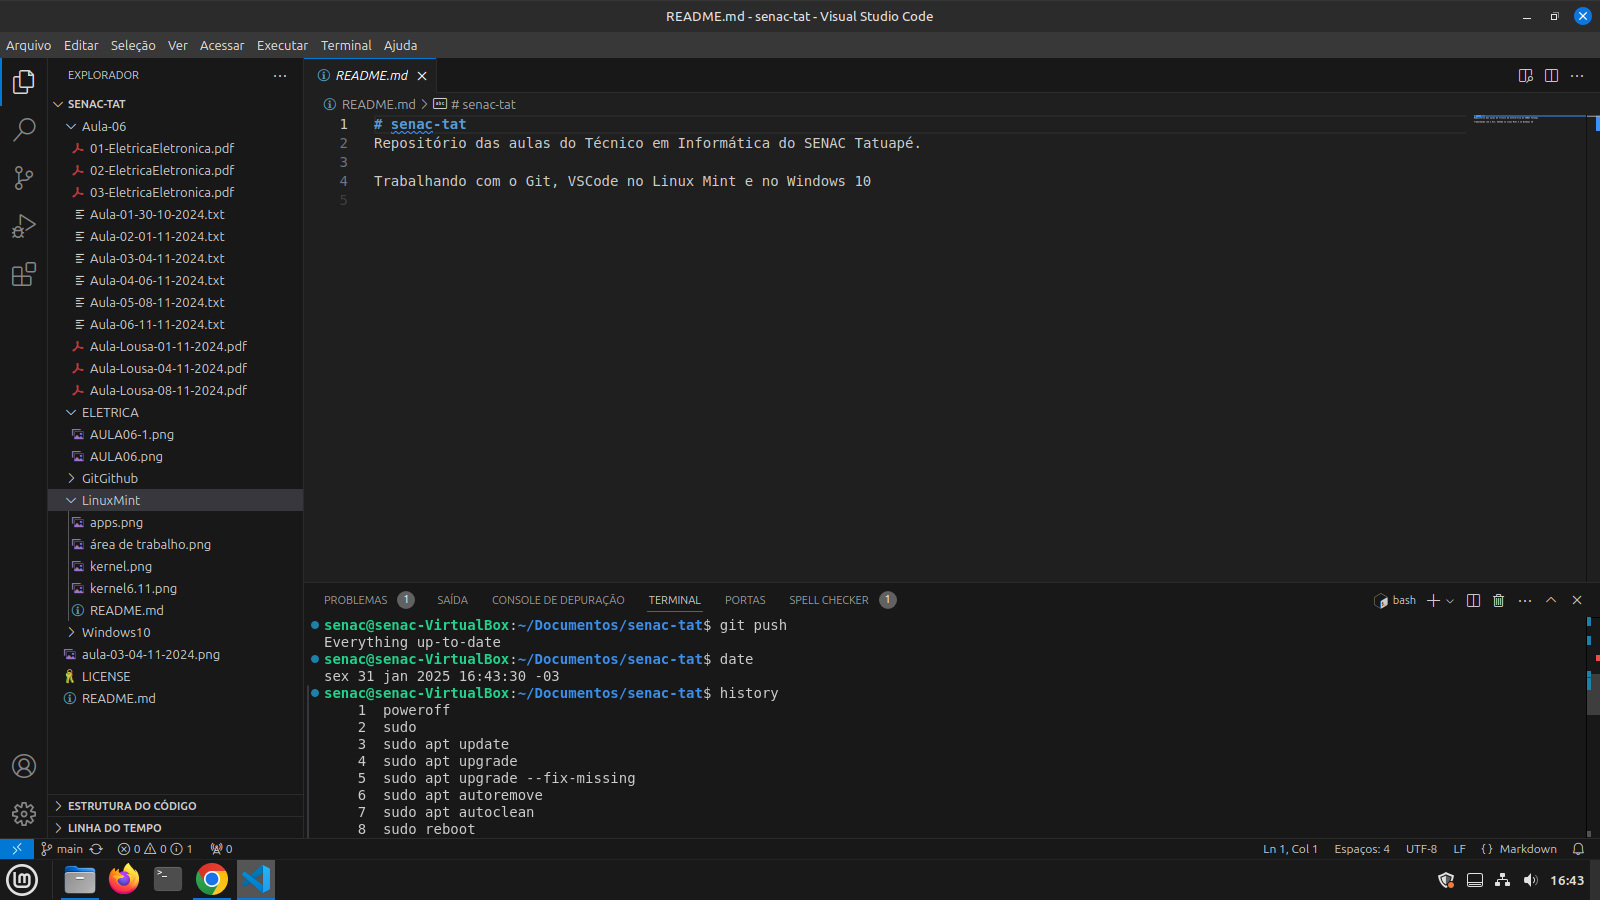 README.md - senac-tat - Visual Studio Code
Arquivo Editar Seleção Ver Acessar Executar Terminal Ajuda
EXPLORADOR
SENAC-TAT
Aula-06
01-EletricaEletronica.pdf
02-EletricaEletronica.pdf
03-EletricaEletronica.pdf
Aula-01-30-10-2024.txt
Aula-02-01-11-2024.txt
Aula-03-04-11-2024.txt
Aula-04-06-11-2024.txt
Aula-05-08-11-2024.txt
Aula-06-11-11-2024.txt
Aula-Lousa-01-11-2024.pdf
Aula-Lousa-04-11-2024.pdf
Aula-Lousa-08-11-2024.pdf
ELETRICA
AULA06-1.png
AULA06.png
GitGithub
LinuxMint
apps.png
área de trabalho.png
kernel.png
kernel6.11.png
README.md
Windows10
aula-03-04-11-2024.png
LICENSE
README.md
ESTRUTURA DO CÓDIGO
LINHA DO TEMPO
README.md
README.md > # senac-tat
1 # senac-tat
2 Repositório das aulas do Técnico em Informática do SENAC Tatuapé.
3
4 Trabalhando com o Git, VSCode no Linux Mint e no Windows 10
5
PROBLEMAS 1 SAÍDA CONSOLE DE DEPURAÇÃO TERMINAL PORTAS SPELL CHECKER 1 bash
senac@senac-VirtualBox:~/Documentos/senac-tat$ git push
Everything up-to-date
senac@senac-VirtualBox:~/Documentos/senac-tat$ date
sex 31 jan 2025 16:43:30 -03
senac@senac-VirtualBox:~/Documentos/senac-tat$ history
1 poweroff
2 sudo
3 sudo apt update
4 sudo apt upgrade
5 sudo apt upgrade --fix-missing
6 sudo apt autoremove
7 sudo apt autoclean
8 sudo reboot
main 0 0 1 0 Ln 1, Col 1 Espaços: 4 UTF-8 LF {} Markdown
16:43